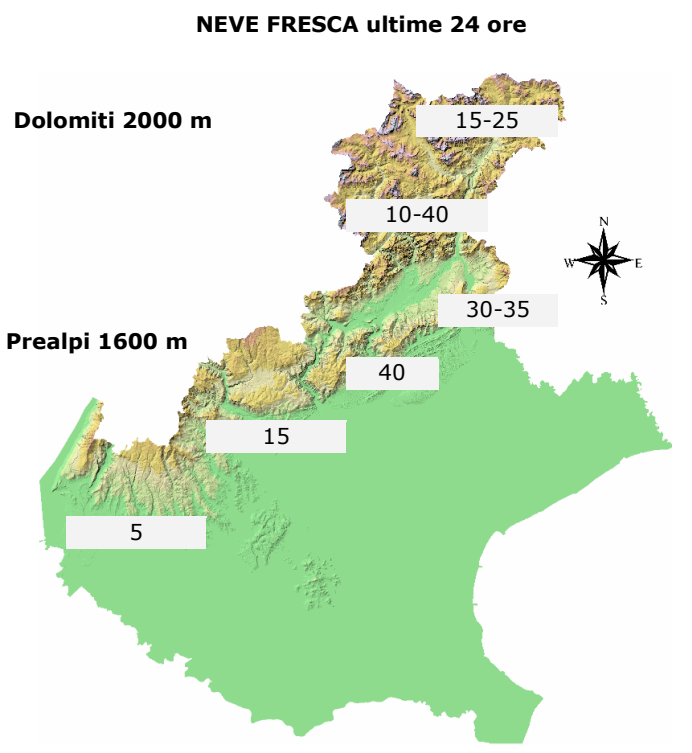 NEVE FRESCA ultime 24 ore
Dolomiti 2000 m
15-25
10-40
N
W E
S
30-35
Prealpi 1600 m
40
15
5